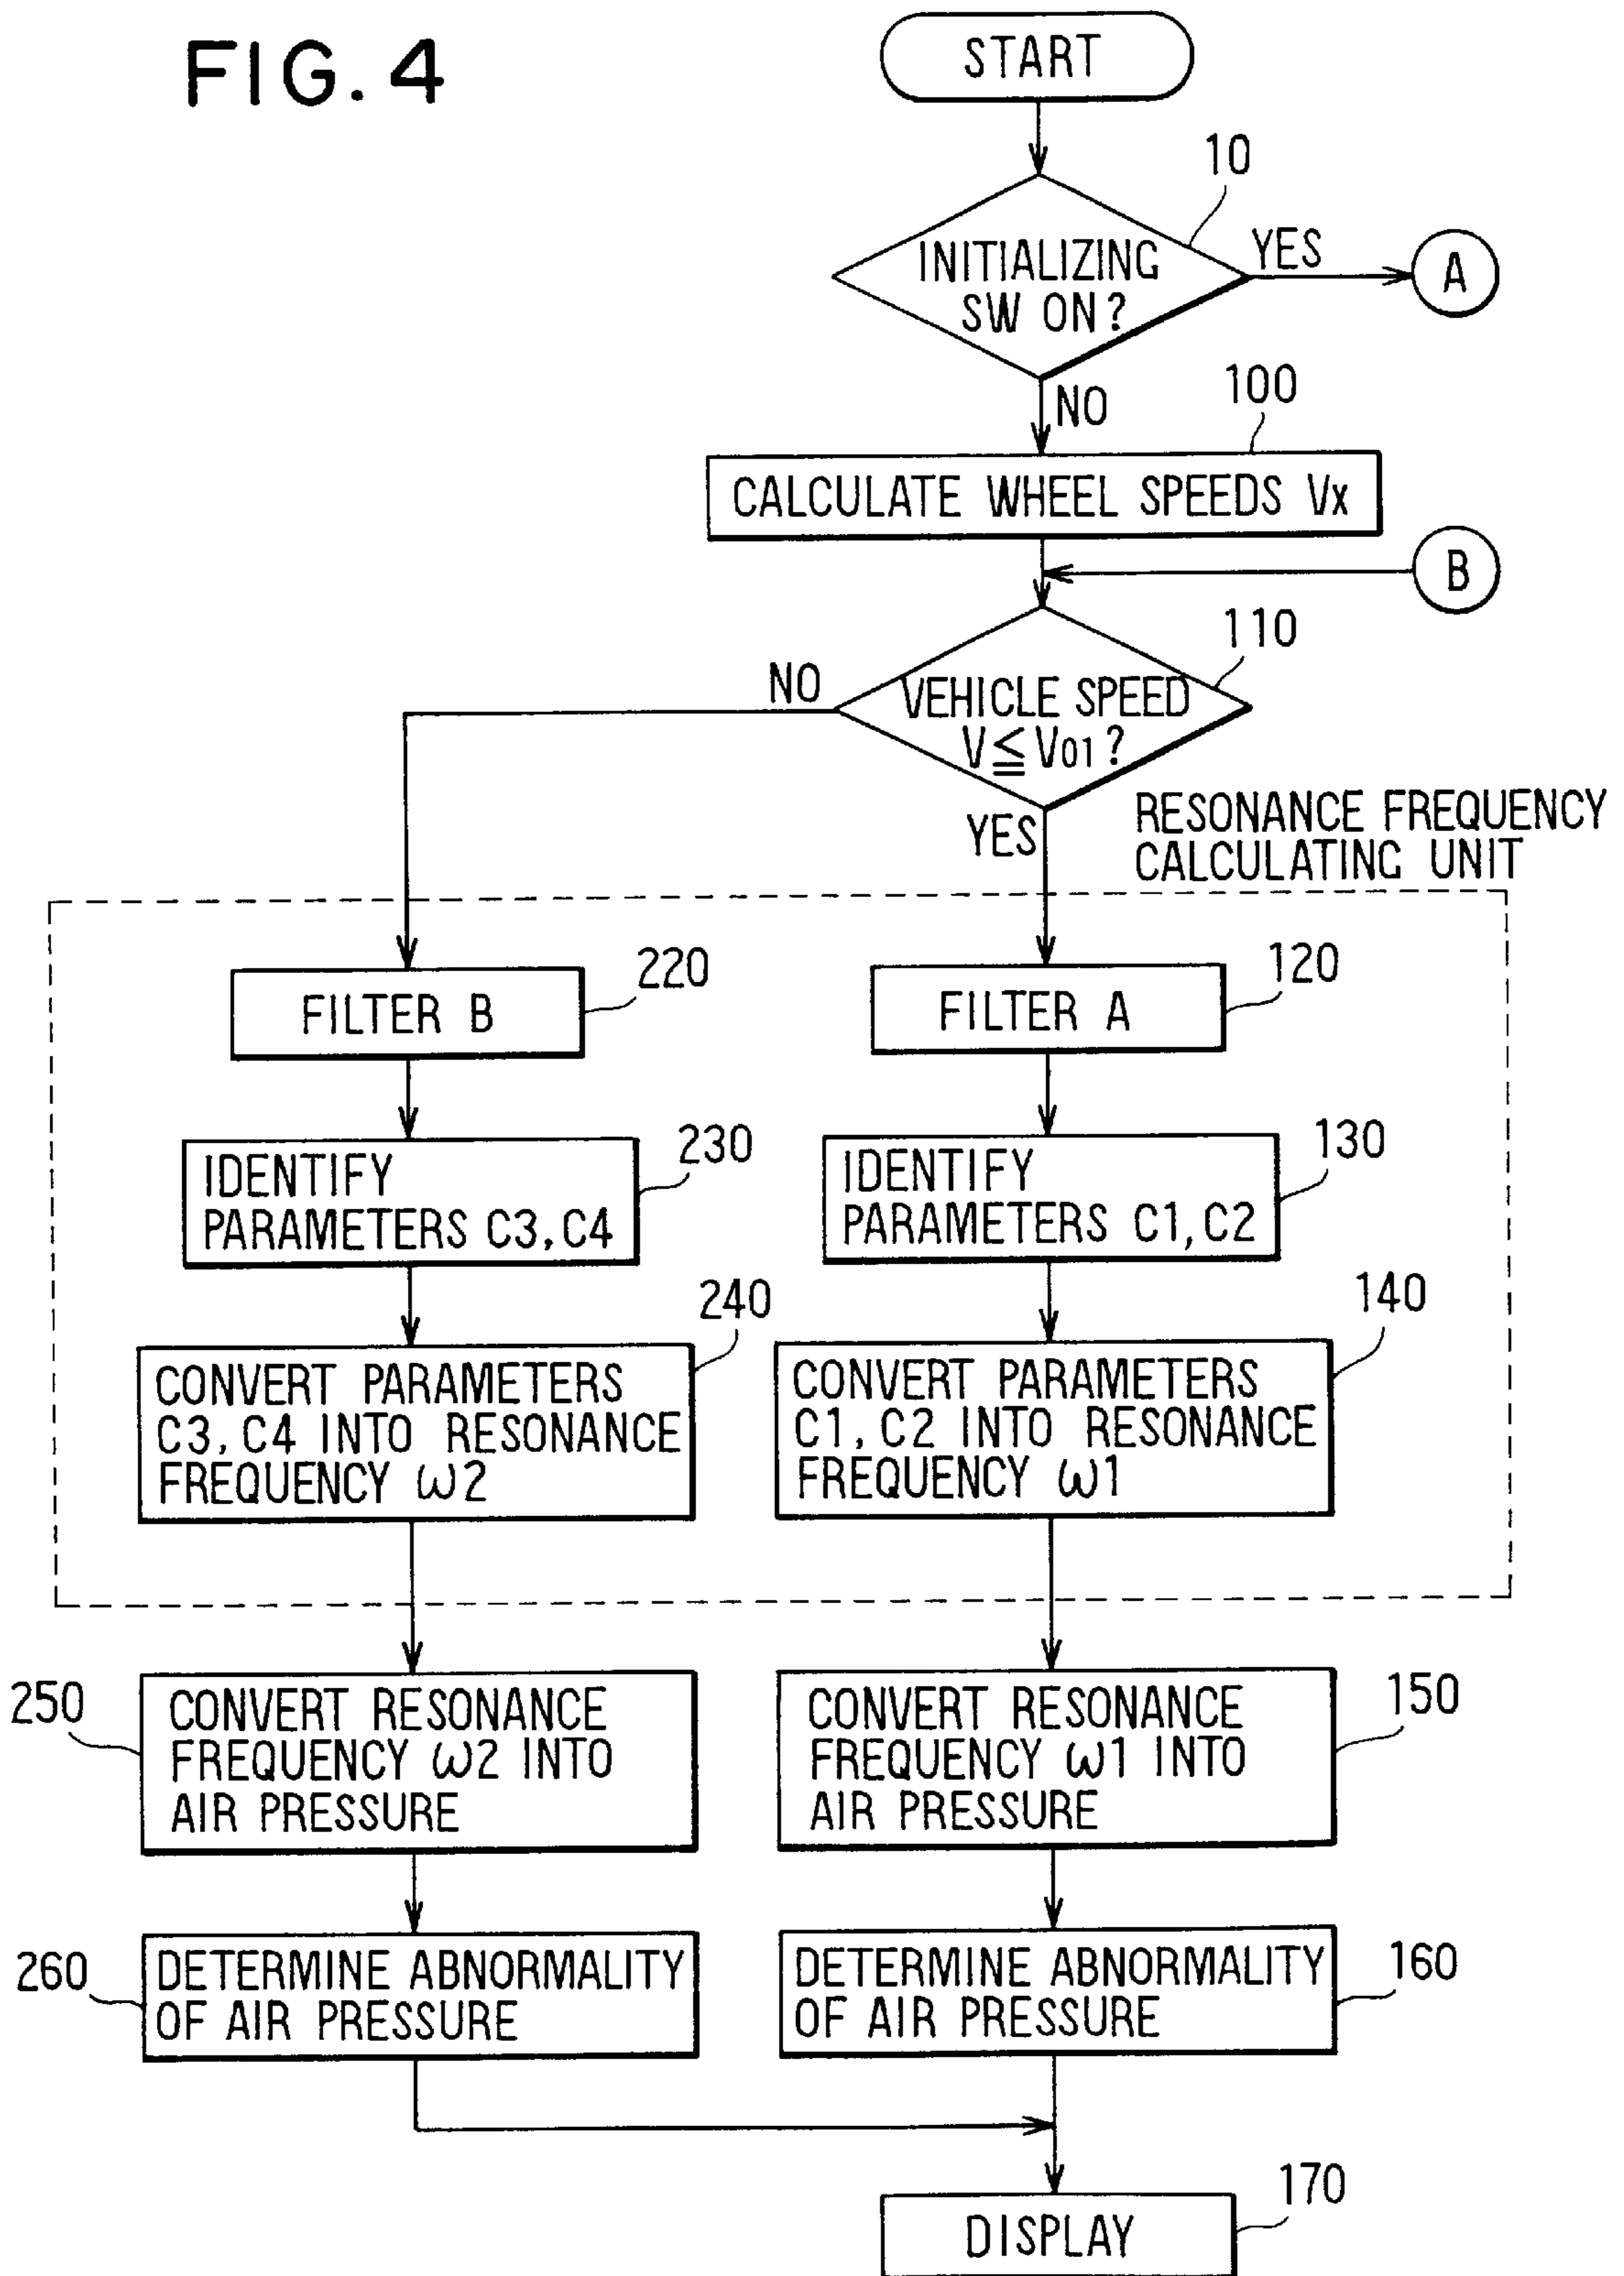 FIG. 4
START
10
INITIALIZING
SW ON?
YES
A
NO
100
CALCULATE WHEEL SPEEDS Vx
B
110
VEHICLE SPEED
V≦V01?
NO
YES
RESONANCE FREQUENCY
CALCULATING UNIT
220
FILTER B
120
FILTER A
230
IDENTIFY
PARAMETERS C3, C4
130
IDENTIFY
PARAMETERS C1, C2
240
CONVERT PARAMETERS
C3, C4 INTO RESONANCE
FREQUENCY ω2
140
CONVERT PARAMETERS
C1, C2 INTO RESONANCE
FREQUENCY ω1
250
CONVERT RESONANCE
FREQUENCY ω2 INTO
AIR PRESSURE
150
CONVERT RESONANCE
FREQUENCY ω1 INTO
AIR PRESSURE
260
DETERMINE ABNORMALITY
OF AIR PRESSURE
160
DETERMINE ABNORMALITY
OF AIR PRESSURE
170
DISPLAY